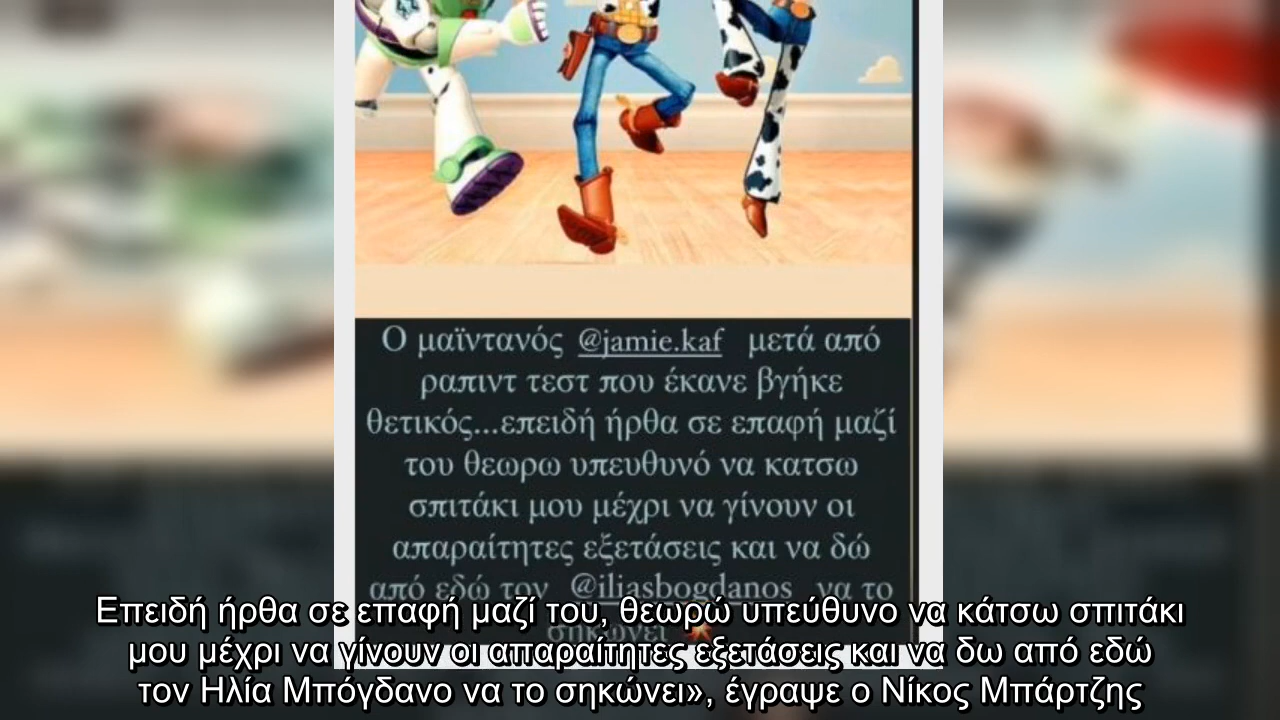 Ο μαϊντανός @jamie.kaf μετά από
ραπιντ τεστ που έκανε βγήκε
θετικός...επειδή ήρθα σε επαφή μαζί
του θεωρω υπευθυνό να κατσω
σπιτάκι μου μέχρι να γίνουν οι
απαραίτητες εξετάσεις και να δώ
από εδώ τον @iliasbogdanos να το
σηκώνει
Επειδή ήρθα σε επαφή μαζί του, θεωρώ υπεύθυνο να κάτσω σπιτάκι
μου μέχρι να γίνουν οι απαραίτητες εξετάσεις και να δω από εδώ
τον Ηλία Μπόγδανο να το σηκώνει», έγραψε ο Νίκος Μπάρτζης